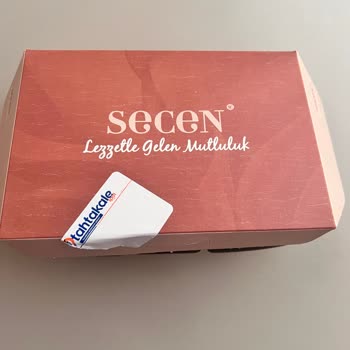 secen®
Lezzetle Gelen Mutluluk
tahtakale